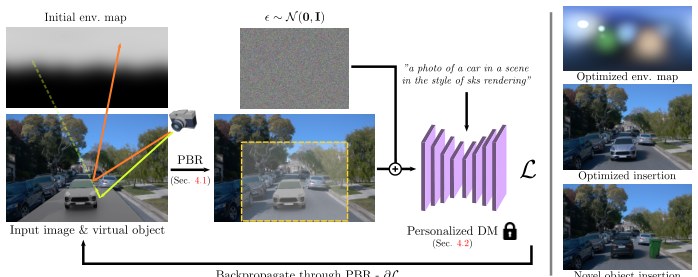 Initial env. map
ϵ ∼ N(0, I)
"a photo of a car in a scene
in the style of sks rendering"
PBR
(Sec. 4.1)
L
Input image & virtual object
Personalized DM
(Sec. 4.2)
Backpropagate through PBR - ∂L
Optimized env. map
Optimized insertion
Novel object insertion